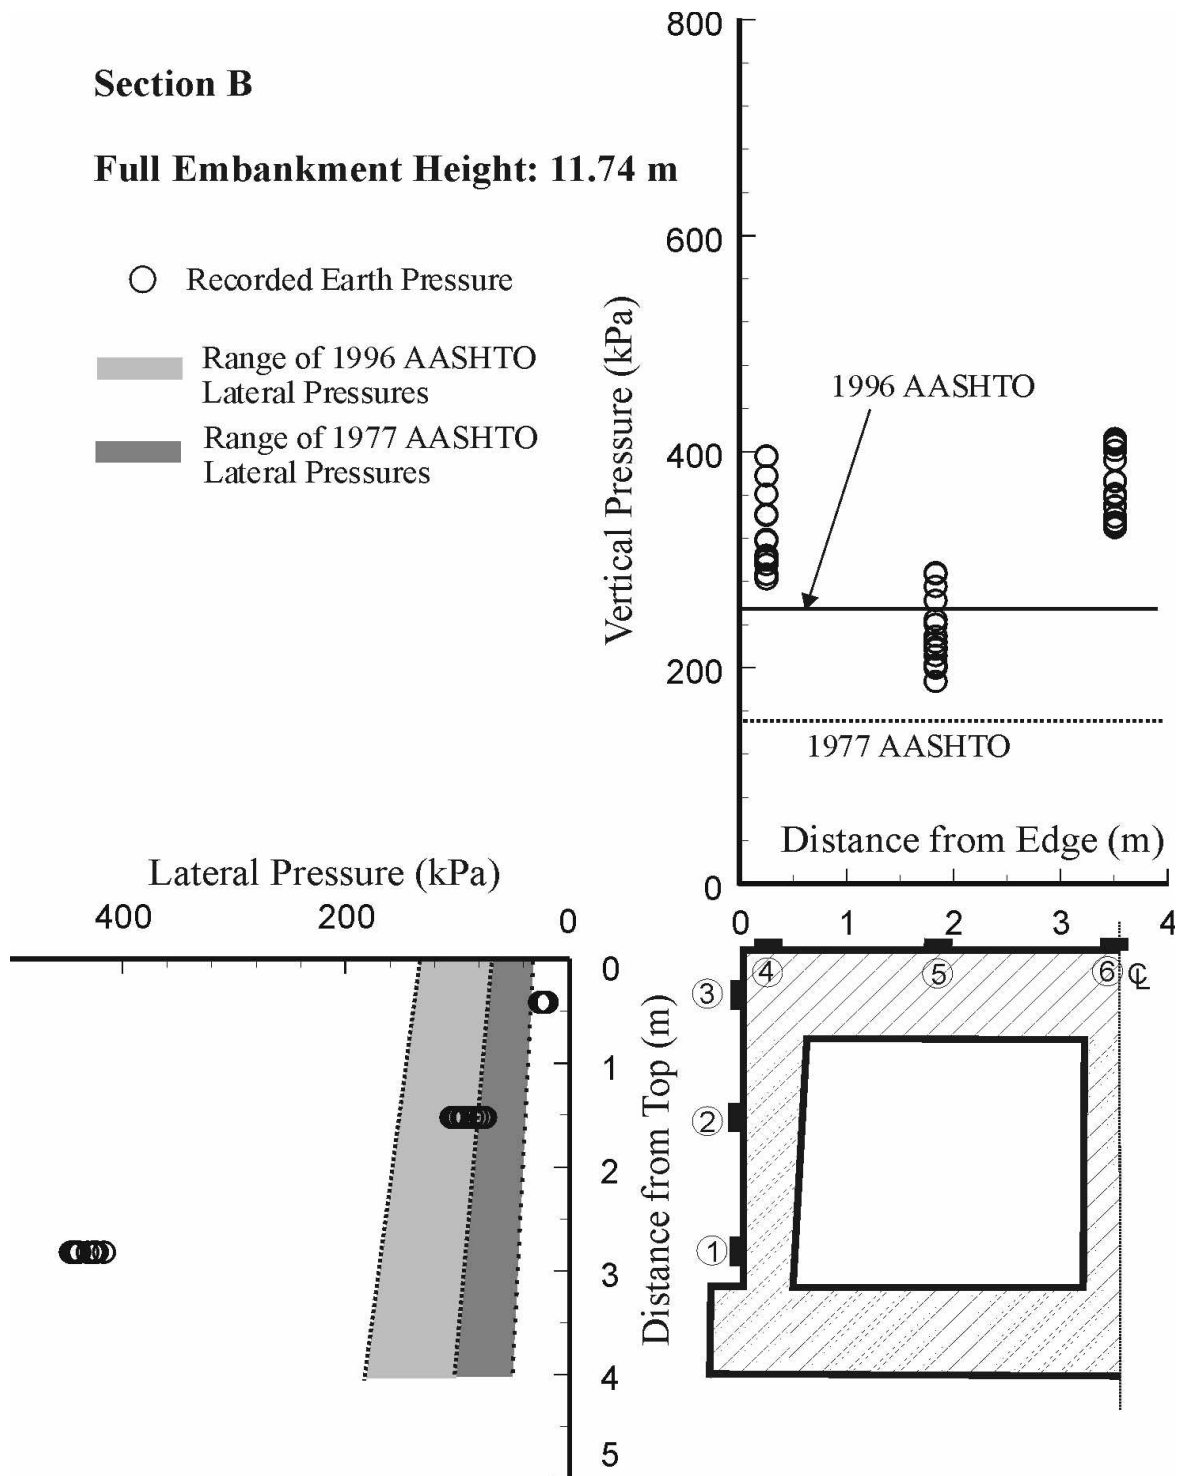 Section B
Full Embankment Height: 11.74 m
Recorded Earth Pressure
Range of 1996 AASHTO
Lateral Pressures
Range of 1977 AASHTO
Lateral Pressures
800
600
400
200
0
Vertical Pressure (kPa)
1996 AASHTO
1977 AASHTO
Distance from Edge (m)
0 1 2 3 4
Lateral Pressure (kPa)
400 200 0
0
1
2
3
4
5
Distance from Top (m)
4 5 6 ℄
3
2
1